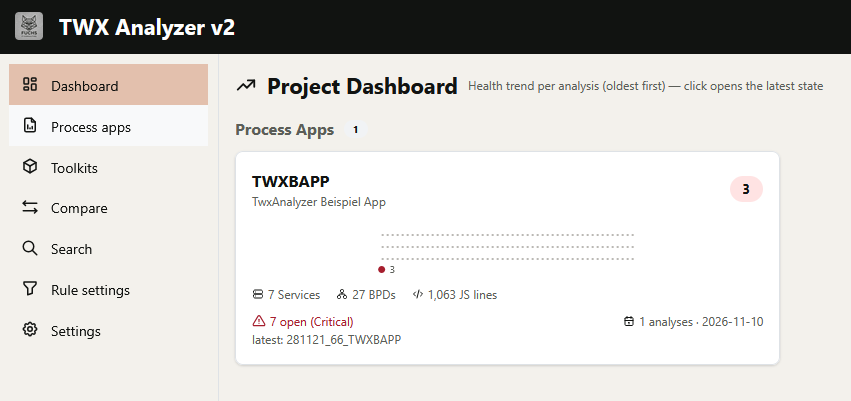 FUCHS
TWX Analyzer v2
Dashboard
Process apps
Toolkits
Compare
Search
Rule settings
Settings
Project Dashboard
Health trend per analysis (oldest first) — click opens the latest state
Process Apps 1
TWXBAPP
3
TwxAnalyzer Beispiel App
3
7 Services
27 BPDs
1,063 JS lines
7 open (Critical)
1 analyses · 2026-11-10
latest: 281121_66_TWXBAPP